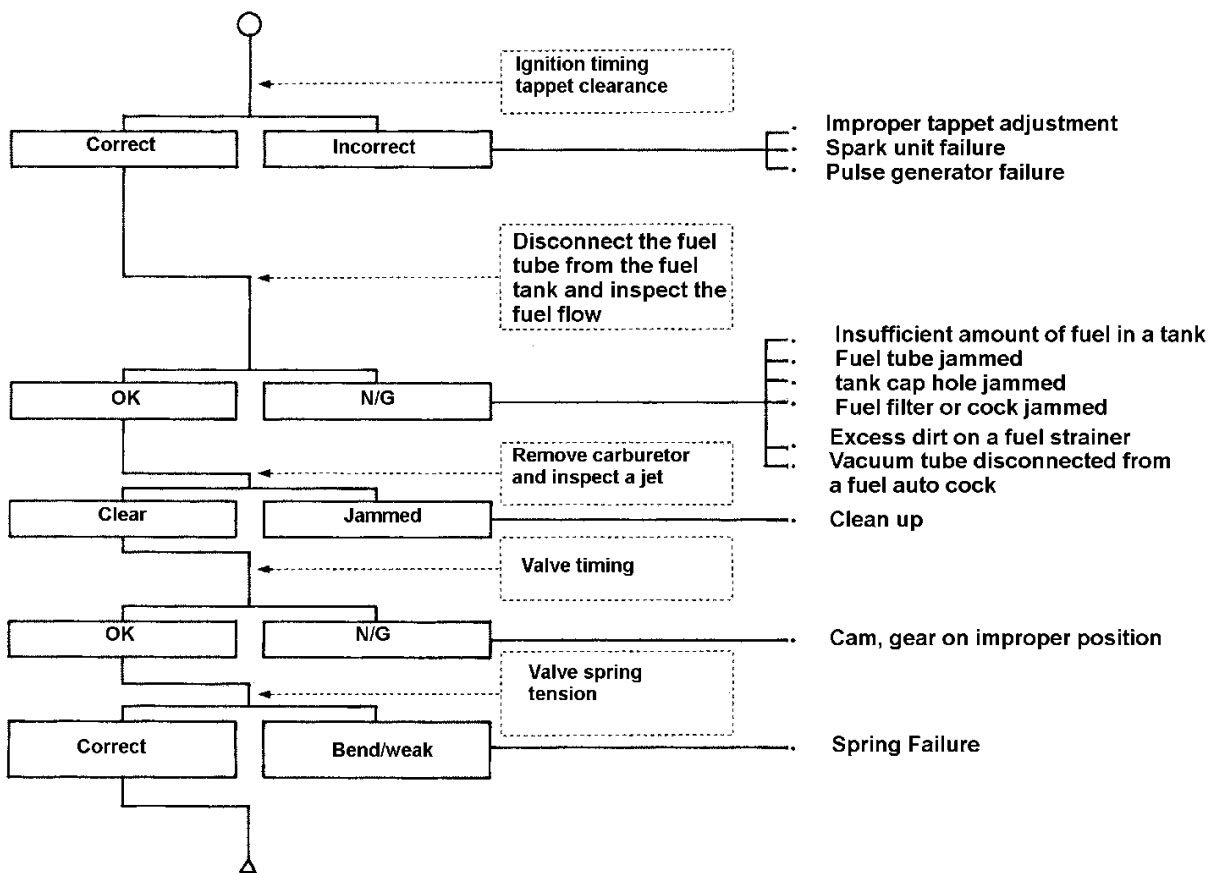 Ignition timing
tappet clearance
Correct
Incorrect
Improper tappet adjustment
Spark unit failure
Pulse generator failure
Disconnect the fuel
tube from the fuel
tank and inspect the
fuel flow
OK
N/G
Insufficient amount of fuel in a tank
Fuel tube jammed
tank cap hole jammed
Fuel filter or cock jammed
Excess dirt on a fuel strainer
Vacuum tube disconnected from
a fuel auto cock
Remove carburetor
and inspect a jet
Clear
Jammed
Clean up
Valve timing
OK
N/G
Cam, gear on improper position
Valve spring
tension
Correct
Bend/weak
Spring Failure